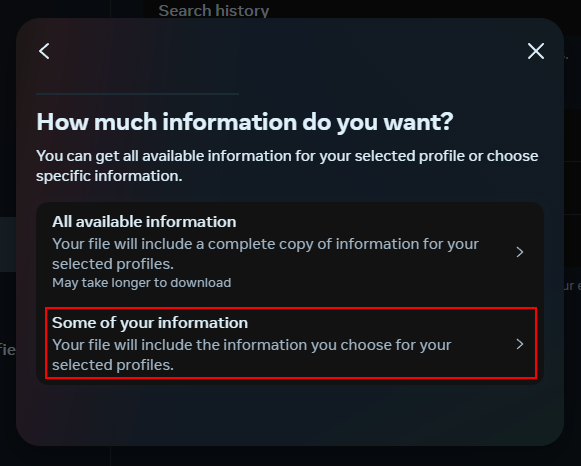 Search history
How much information do you want?
You can get all available information for your selected profile or choose
specific information.
All available information
Your file will include a complete copy of information for your
selected profiles.
May take longer to download
Some of your information
Your file will include the information you choose for your
selected profiles.